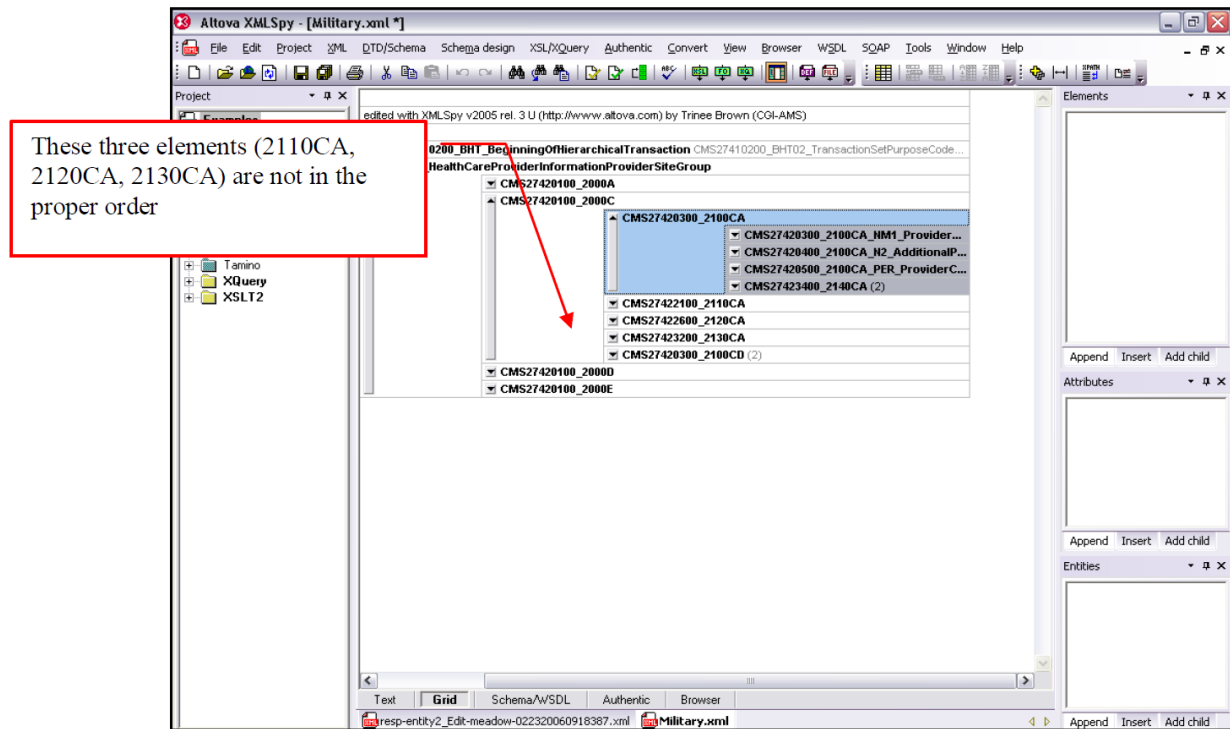 Altova XMLSpy - [Military.xml *]
File Edit Project XML DTD/Schema Schema design XSL/XQuery Authentic Convert View Browser WSDL SOAP Tools Window Help
Project
Examples
These three elements (2110CA,
2120CA, 2130CA) are not in the
proper order
Tamino
XQuery
XSLT2
edited with XMLSpy v2005 rel. 3 U (http://www.altova.com) by Trinee Brown (CGI-AMS)
0200_BHT_BeginningOfHierarchicalTransaction CMS27410200_BHT02_TransactionSetPurposeCode...
_HealthCareProviderInformationProviderSiteGroup
CMS27420100_2000A
CMS27420100_2000C
CMS27420300_2100CA
CMS27420300_2100CA_NM1_Provider...
CMS27420400_2100CA_N2_AdditionalP...
CMS27420500_2100CA_PER_ProviderC...
CMS27423400_2140CA (2)
CMS27422100_2110CA
CMS27422600_2120CA
CMS27423200_2130CA
CMS27420300_2100CD (2)
CMS27420100_2000D
CMS27420100_2000E
Text Grid Schema/WSDL Authentic Browser
resp-entity2_Edit-meadow-022320060918387.xml Military.xml
Elements
Append Insert Add child
Attributes
Append Insert Add child
Entities
Append Insert Add child